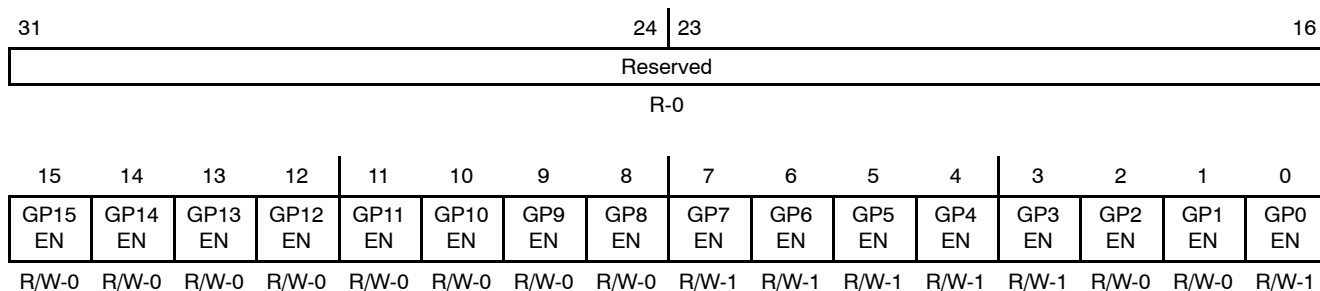 31 24 23 16
Reserved
R-0
15 14 13 12 11 10 9 8 7 6 5 4 3 2 1 0
GP15 GP14 GP13 GP12 GP11 GP10 GP9 GP8 GP7 GP6 GP5 GP4 GP3 GP2 GP1 GP0
EN EN EN EN EN EN EN EN EN EN EN EN EN EN EN EN
R/W-0 R/W-0 R/W-0 R/W-0 R/W-0 R/W-0 R/W-0 R/W-0 R/W-1 R/W-1 R/W-1 R/W-1 R/W-1 R/W-0 R/W-0 R/W-1